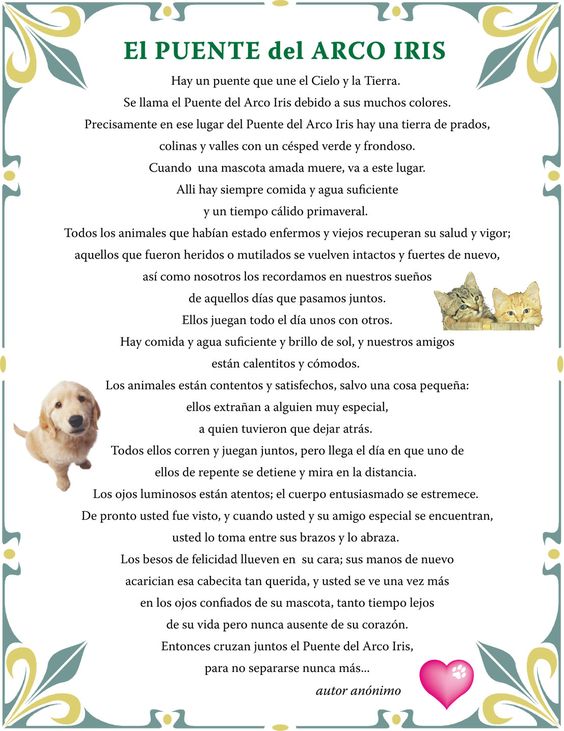 El PUENTE del ARCO IRIS
Hay un puente que une el Cielo y la Tierra.
Se llama el Puente del Arco Iris debido a sus muchos colores.
Precisamente en ese lugar del Puente del Arco Iris hay una tierra de prados,
colinas y valles con un césped verde y frondoso.
Cuando una mascota amada muere, va a este lugar.
Alli hay siempre comida y agua suficiente
y un tiempo cálido primaveral.
Todos los animales que habían estado enfermos y viejos recuperan su salud y vigor;
aquellos que fueron heridos o mutilados se vuelven intactos y fuertes de nuevo,
así como nosotros los recordamos en nuestros sueños
de aquellos días que pasamos juntos.
Ellos juegan todo el día unos con otros.
Hay comida y agua suficiente y brillo de sol, y nuestros amigos
están calentitos y cómodos.
Los animales están contentos y satisfechos, salvo una cosa pequeña:
ellos extrañan a alguien muy especial,
a quien tuvieron que dejar atrás.
Todos ellos corren y juegan juntos, pero llega el día en que uno de
ellos de repente se detiene y mira en la distancia.
Los ojos luminosos están atentos; el cuerpo entusiasmado se estremece.
De pronto usted fue visto, y cuando usted y su amigo especial se encuentran,
usted lo toma entre sus brazos y lo abraza.
Los besos de felicidad llueven en su cara; sus manos de nuevo
acarician esa cabecita tan querida, y usted se ve una vez más
en los ojos confiados de su mascota, tanto tiempo lejos
de su vida pero nunca ausente de su corazón.
Entonces cruzan juntos el Puente del Arco Iris,
para no separarse nunca más...
autor anónimo